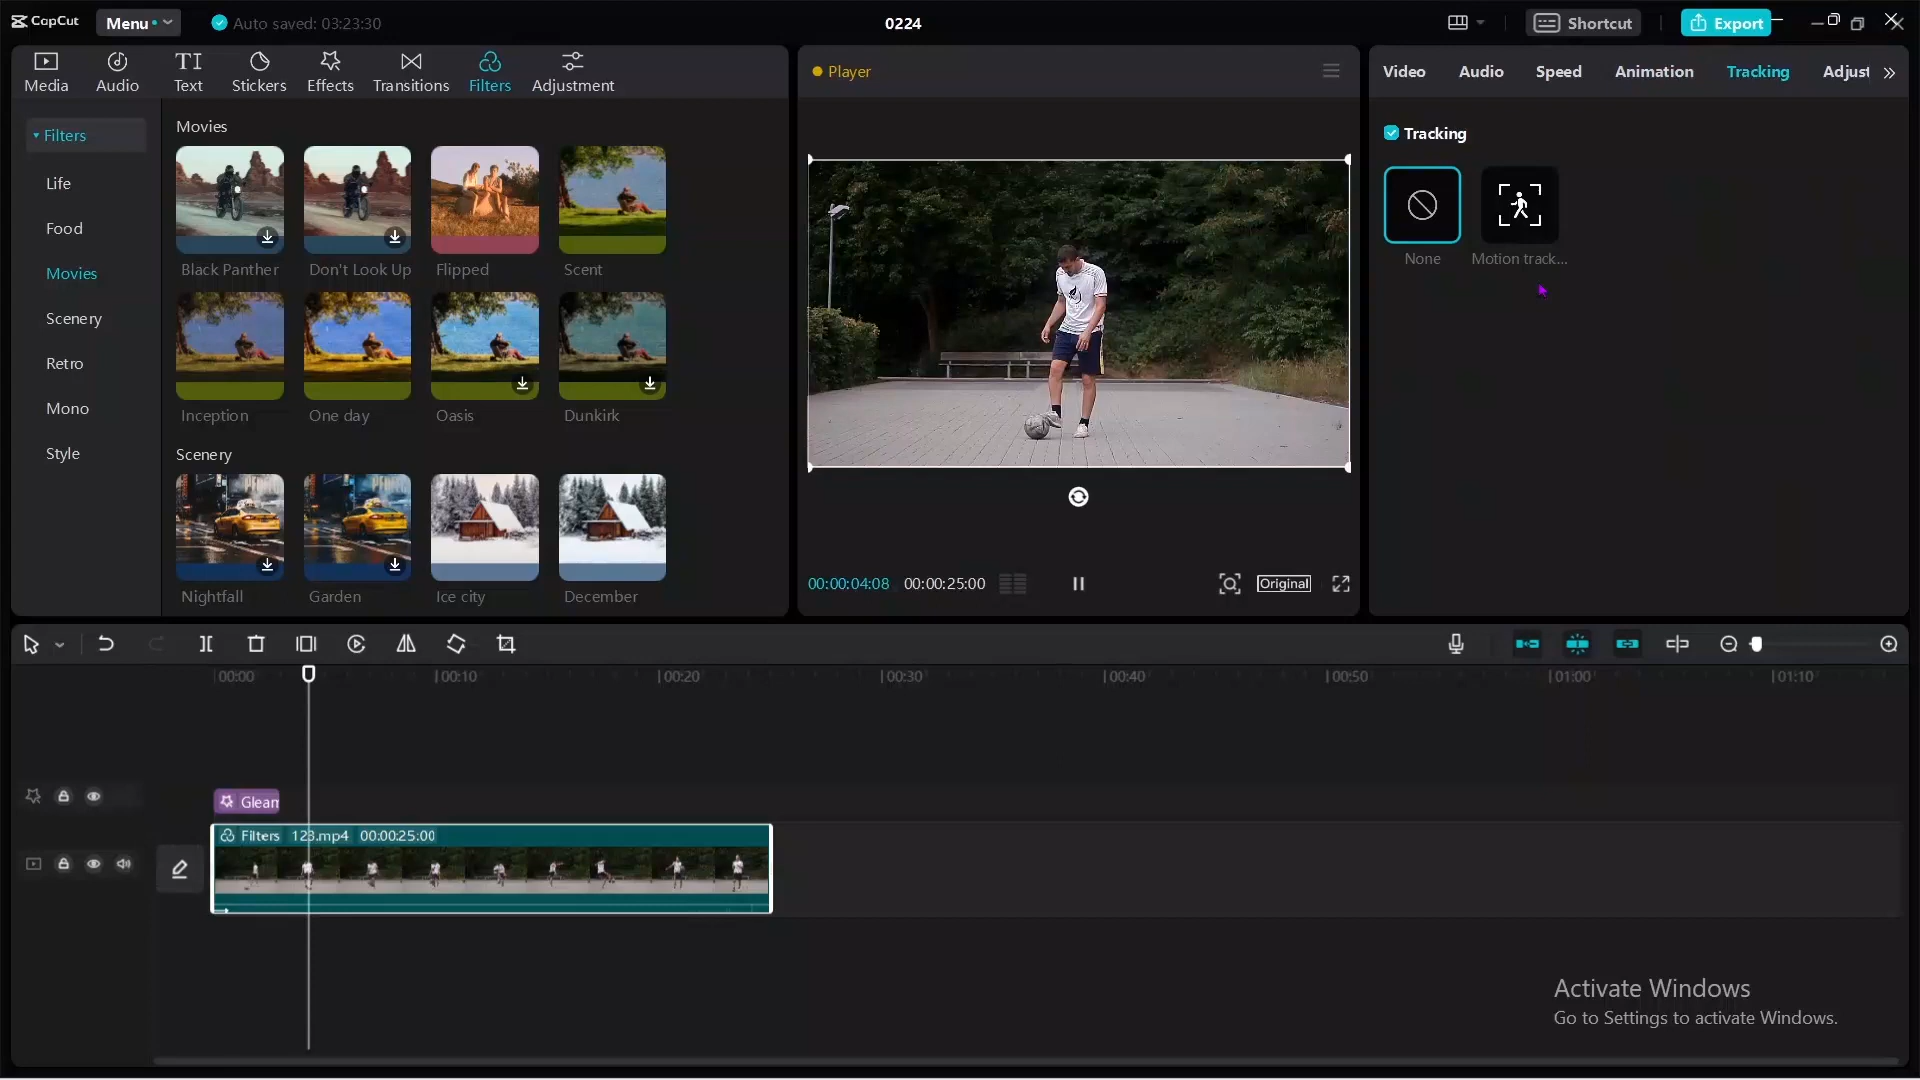 CapCut
Menu
Auto saved: 03:23:30
0224
Shortcut
Export
Media
Audio
Text
Stickers
Effects
Transitions
Filters
Adjustment
Filters
Life
Food
Movies
Scenery
Retro
Mono
Style
Movies
Black Panther
Don't Look Up
Flipped
Scent
Inception
One day
Oasis
Dunkirk
Scenery
Nightfall
Garden
Ice city
December
Player
00:00:04:08
00:00:25:00
Original
Video
Audio
Speed
Animation
Tracking
Adjust
Tracking
None
Motion track...
00:00
00:10
00:20
00:30
00:40
00:50
01:00
01:10
Filters 123.mp4 00:00:25:00
Activate Windows
Go to Settings to activate Windows.